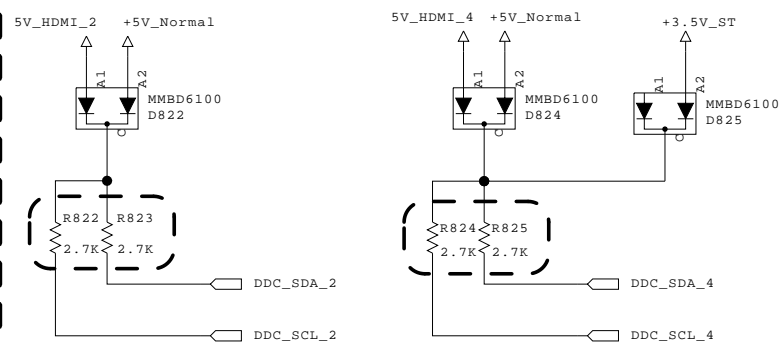 5V_HDMI_2 +5V_Normal
A1 A2
MMBD6100
D822
C
R822 R823
2.7K 2.7K
DDC_SDA_2
DDC_SCL_2
5V_HDMI_4 +5V_Normal
+3.5V_ST
A1 A2
MMBD6100
D824
C
A1 A2
MMBD6100
D825
C
R824 R825
2.7K 2.7K
DDC_SDA_4
DDC_SCL_4